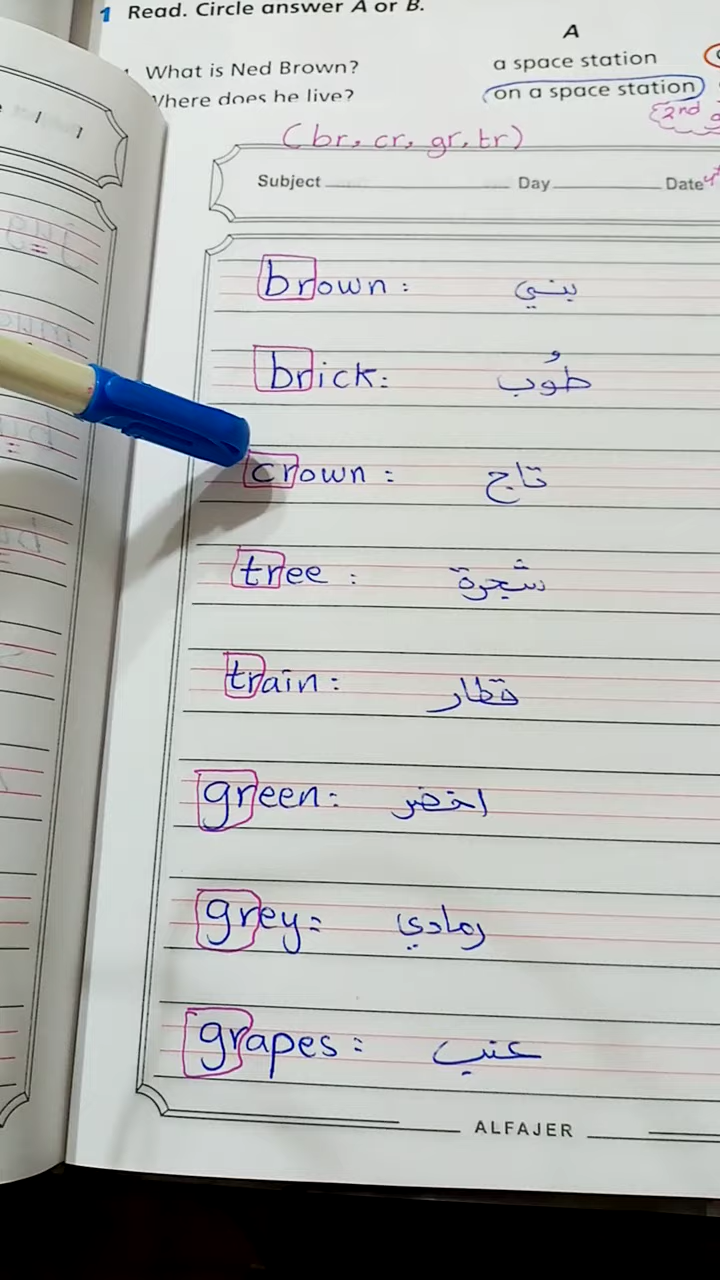 1 Read. Circle answer A or B.
A
What is Ned Brown? a space station
Where does he live? on a space station
2nd
(br, cr, gr, tr)
Subject Day Date
brown : بني
brick: طُوب
crown : تاج
tree : شجرة
train : قطار
green: اخضر
grey: رمادي
grapes: عنب
ALFAJER